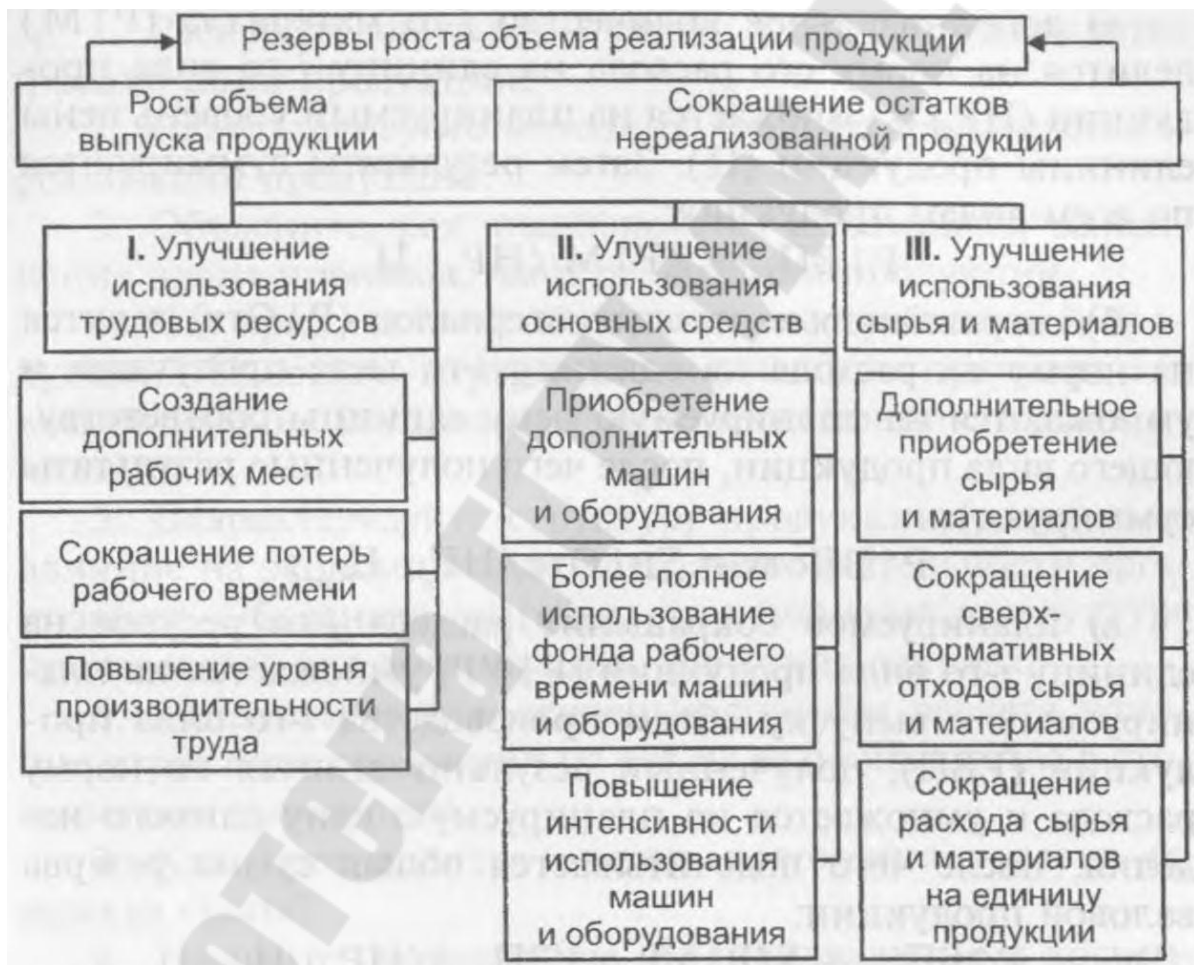 Резервы роста объема реализации продукции
Рост объема
выпуска продукции
Сокращение остатков
нереализованной продукции
I. Улучшение
использования
трудовых ресурсов
Создание
дополнительных
рабочих мест
Сокращение потерь
рабочего времени
Повышение уровня
производительности
труда
II. Улучшение
использования
основных средств
Приобретение
дополнительных
машин
и оборудования
Более полное
использование
фонда рабочего
времени машин
и оборудования
Повышение
интенсивности
использования
машин
и оборудования
III. Улучшение
использования
сырья и материалов
Дополнительное
приобретение
сырья
и материалов
Сокращение
сверх-
нормативных
отходов сырья
и материалов
Сокращение
расхода сырья
и материалов
на единицу
продукции